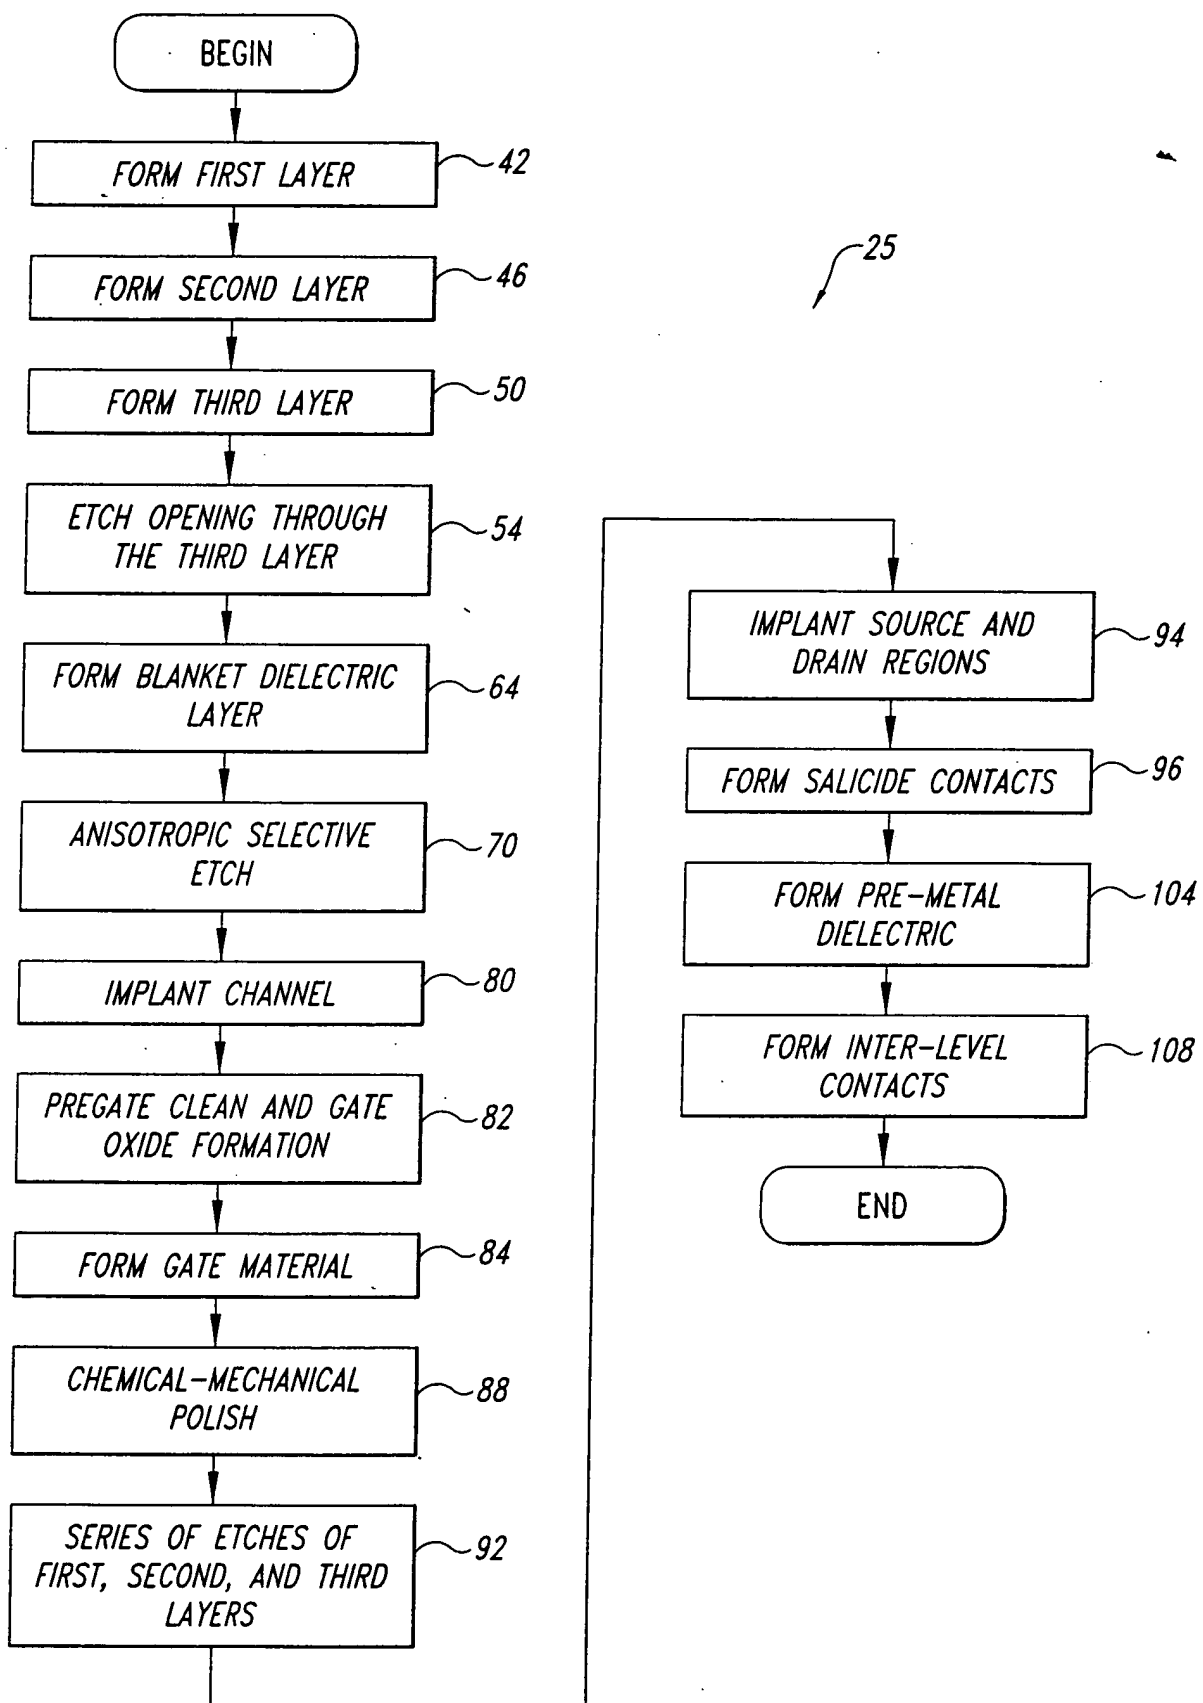 BEGIN
FORM FIRST LAYER
42
FORM SECOND LAYER
46
FORM THIRD LAYER
50
ETCH OPENING THROUGH
THE THIRD LAYER
54
FORM BLANKET DIELECTRIC
LAYER
64
ANISOTROPIC SELECTIVE
ETCH
70
IMPLANT CHANNEL
80
PREGATE CLEAN AND GATE
OXIDE FORMATION
82
FORM GATE MATERIAL
84
CHEMICAL-MECHANICAL
POLISH
88
SERIES OF ETCHES OF
FIRST, SECOND, AND THIRD
LAYERS
92
25
IMPLANT SOURCE AND
DRAIN REGIONS
94
FORM SALICIDE CONTACTS
96
FORM PRE-METAL
DIELECTRIC
104
FORM INTER-LEVEL
CONTACTS
108
END